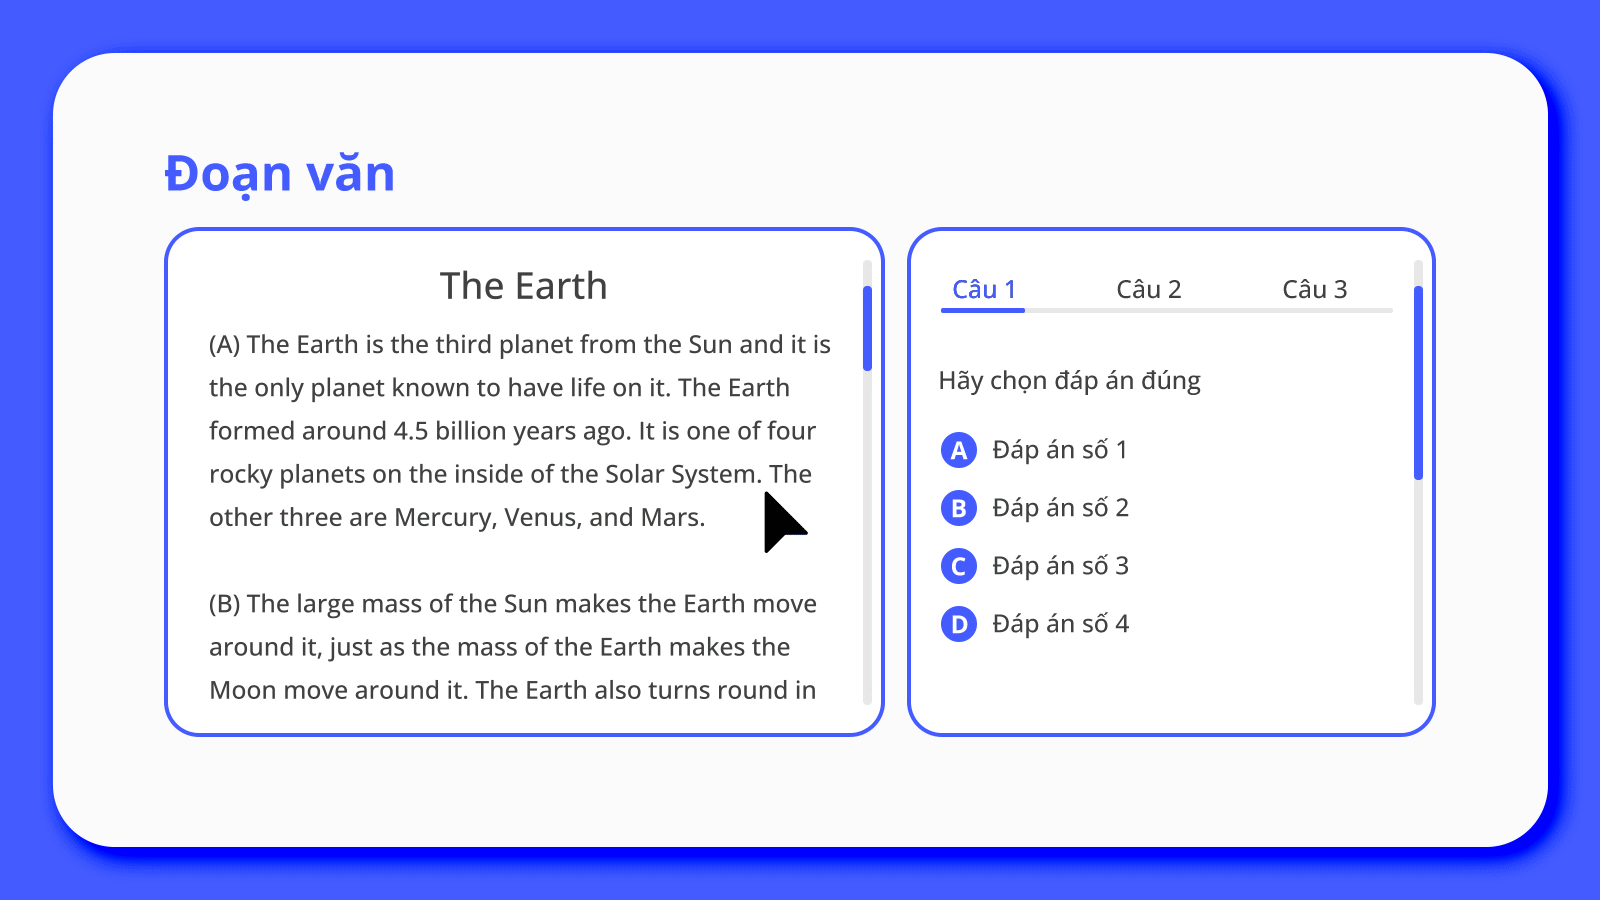 Đoạn văn
The Earth
(A) The Earth is the third planet from the Sun and it is
the only planet known to have life on it. The Earth
formed around 4.5 billion years ago. It is one of four
rocky planets on the inside of the Solar System. The
other three are Mercury, Venus, and Mars.
(B) The large mass of the Sun makes the Earth move
around it, just as the mass of the Earth makes the
Moon move around it. The Earth also turns round in
Câu 1 Câu 2 Câu 3
Hãy chọn đáp án đúng
A Đáp án số 1
B Đáp án số 2
C Đáp án số 3
D Đáp án số 4